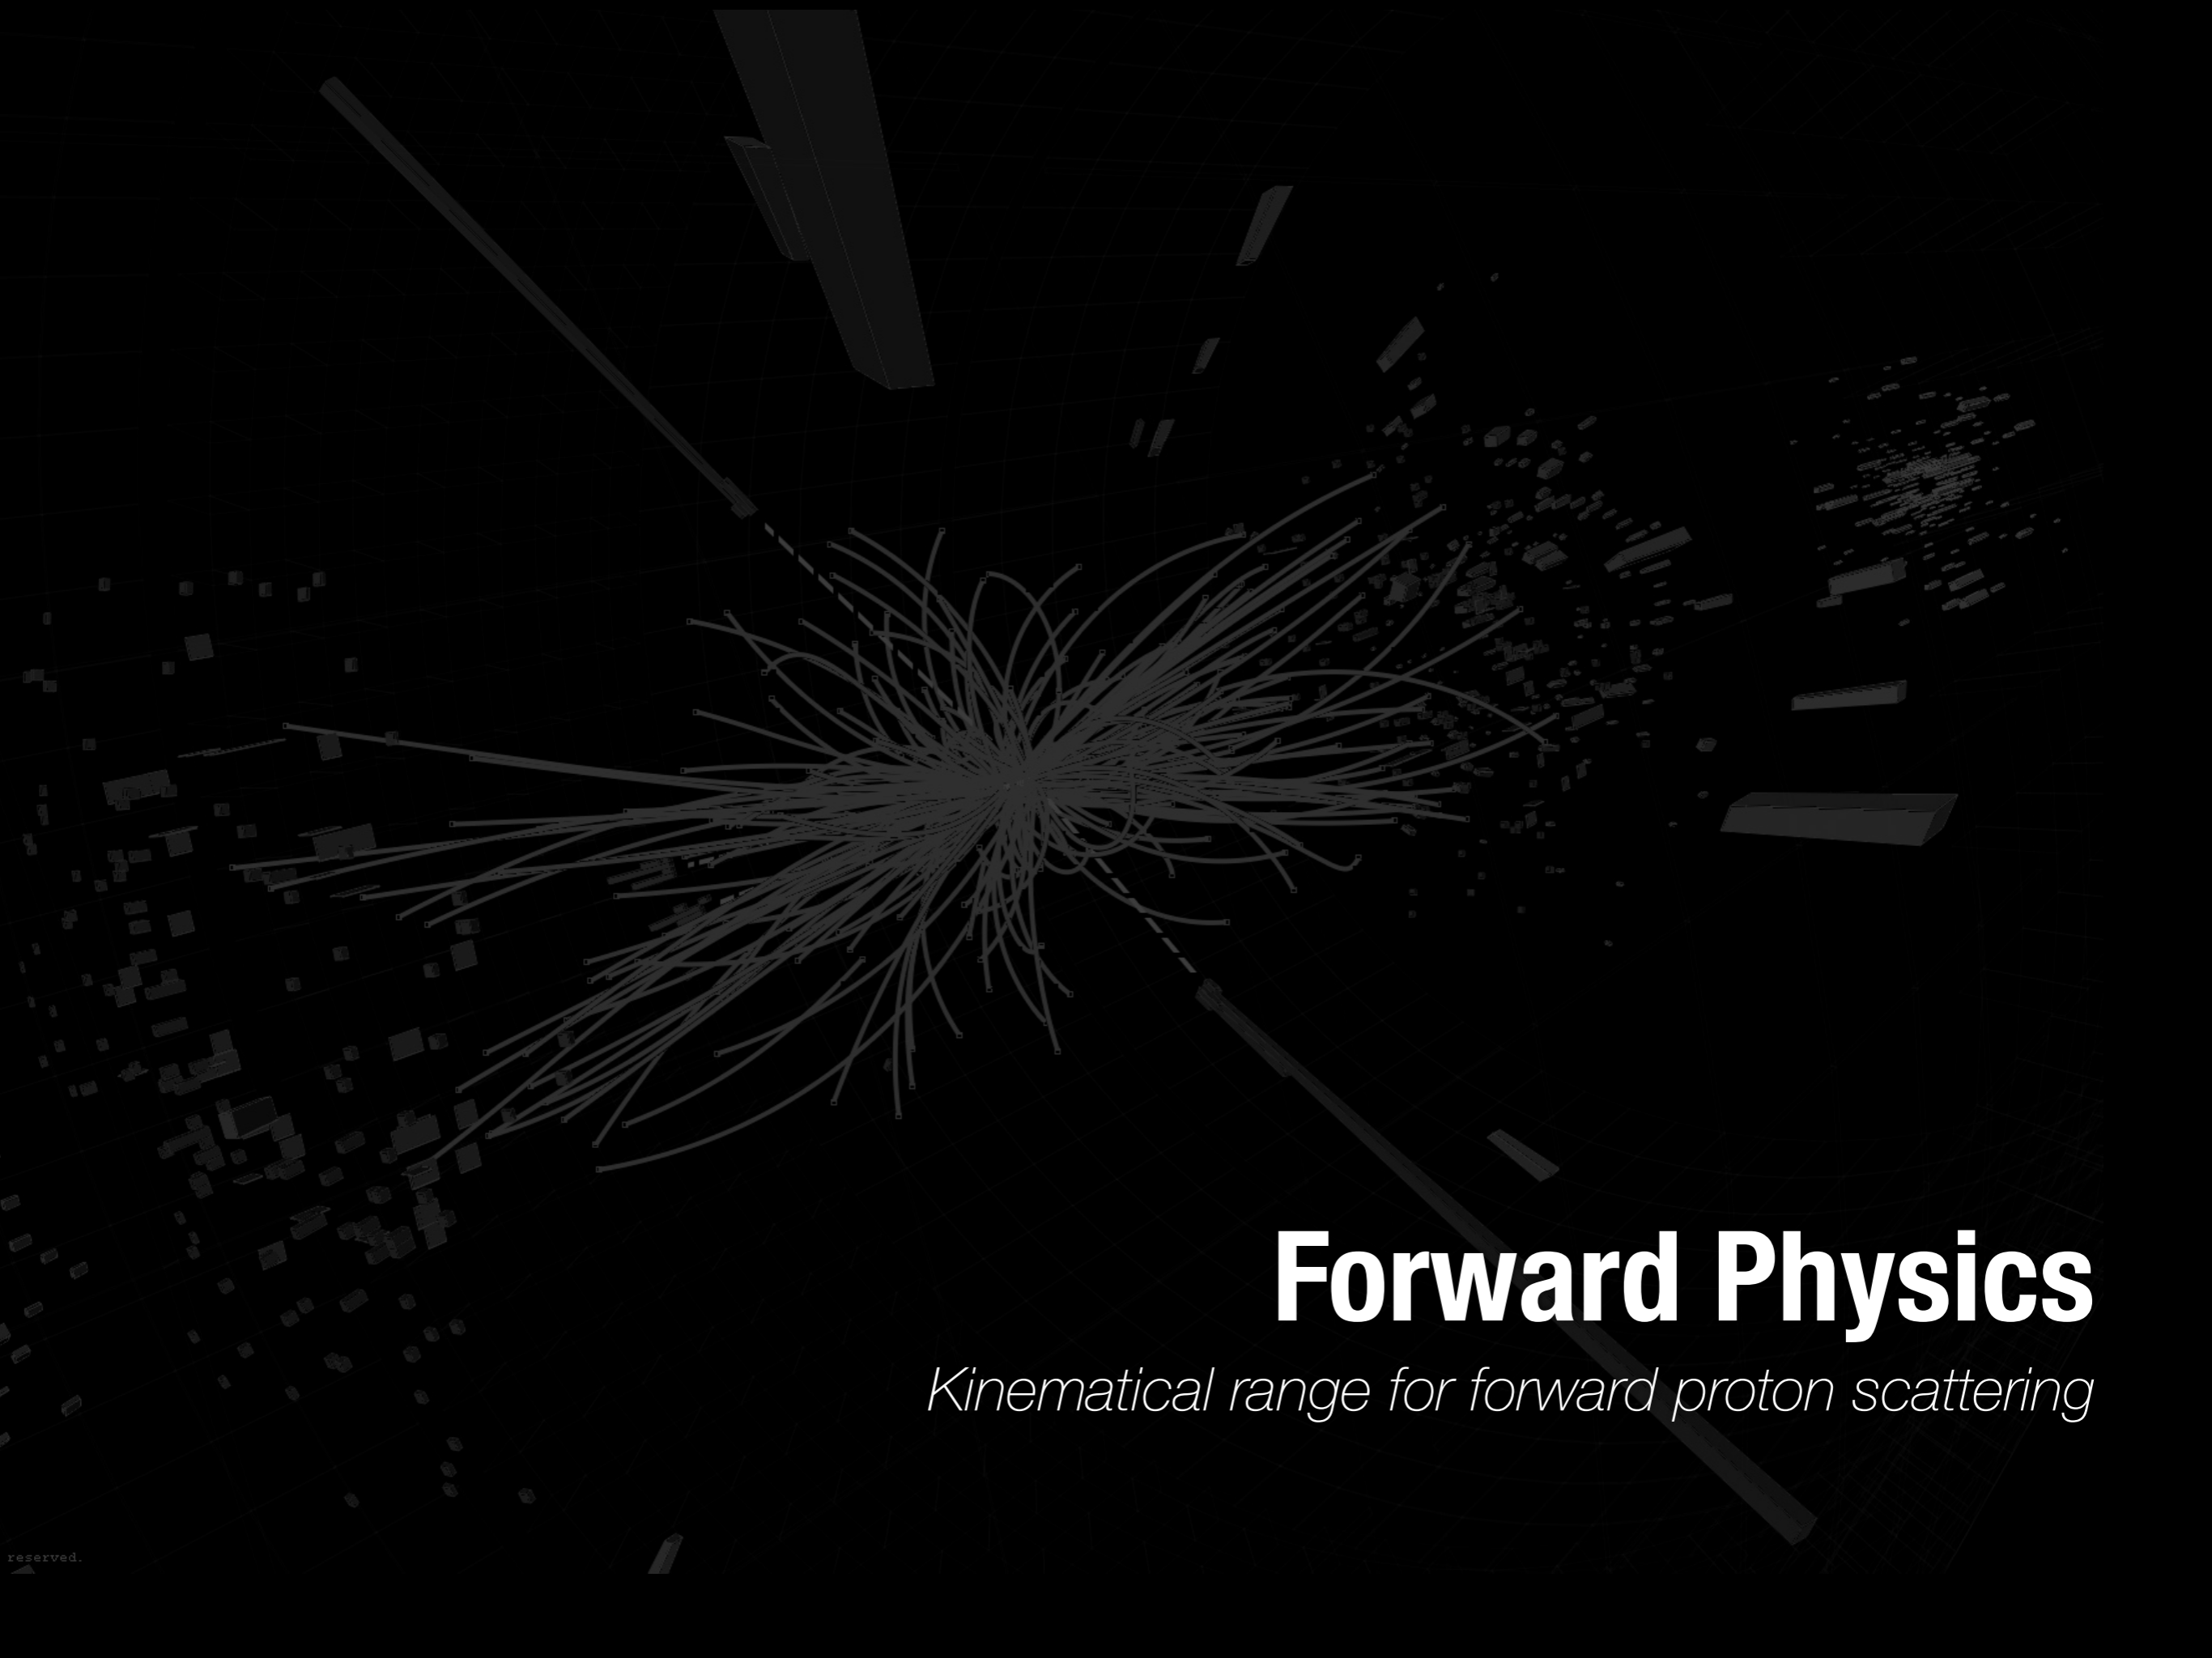 Forward Physics
Kinematical range for forward proton scattering
reserved.